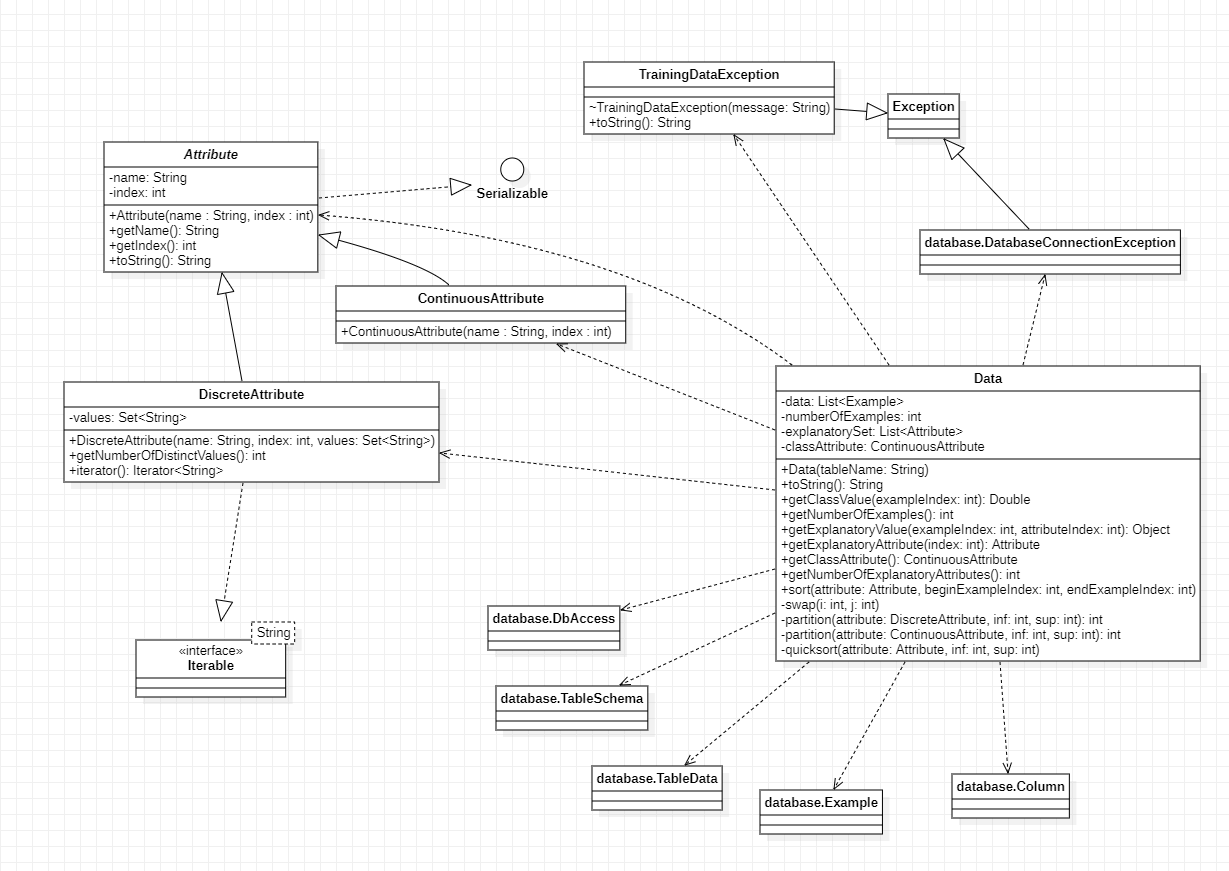 TrainingDataException
~TrainingDataException(message: String)
+toString(): String
Exception
Attribute
-name: String
-index: int
+Attribute(name : String, index : int)
+getName(): String
+getIndex(): int
+toString(): String
Serializable
database.DatabaseConnectionException
ContinuousAttribute
+ContinuousAttribute(name : String, index : int)
DiscreteAttribute
-values: Set<String>
+DiscreteAttribute(name: String, index: int, values: Set<String>)
+getNumberOfDistinctValues(): int
+iterator(): Iterator<String>
Data
-data: List<Example>
-numberOfExamples: int
-explanatorySet: List<Attribute>
-classAttribute: ContinuousAttribute
+Data(tableName: String)
+toString(): String
+getClassValue(exampleIndex: int): Double
+getNumberOfExamples(): int
+getExplanatoryValue(exampleIndex: int, attributeIndex: int): Object
+getExplanatoryAttribute(index: int): Attribute
+getClassAttribute(): ContinuousAttribute
+getNumberOfExplanatoryAttributes(): int
+sort(attribute: Attribute, beginExampleIndex: int, endExampleIndex: int)
-swap(i: int, j: int)
-partition(attribute: DiscreteAttribute, inf: int, sup: int): int
-partition(attribute: ContinuousAttribute, inf: int, sup: int): int
-quicksort(attribute: Attribute, inf: int, sup: int)
String
«interface»
Iterable
database.DbAccess
database.TableSchema
database.TableData
database.Example
database.Column